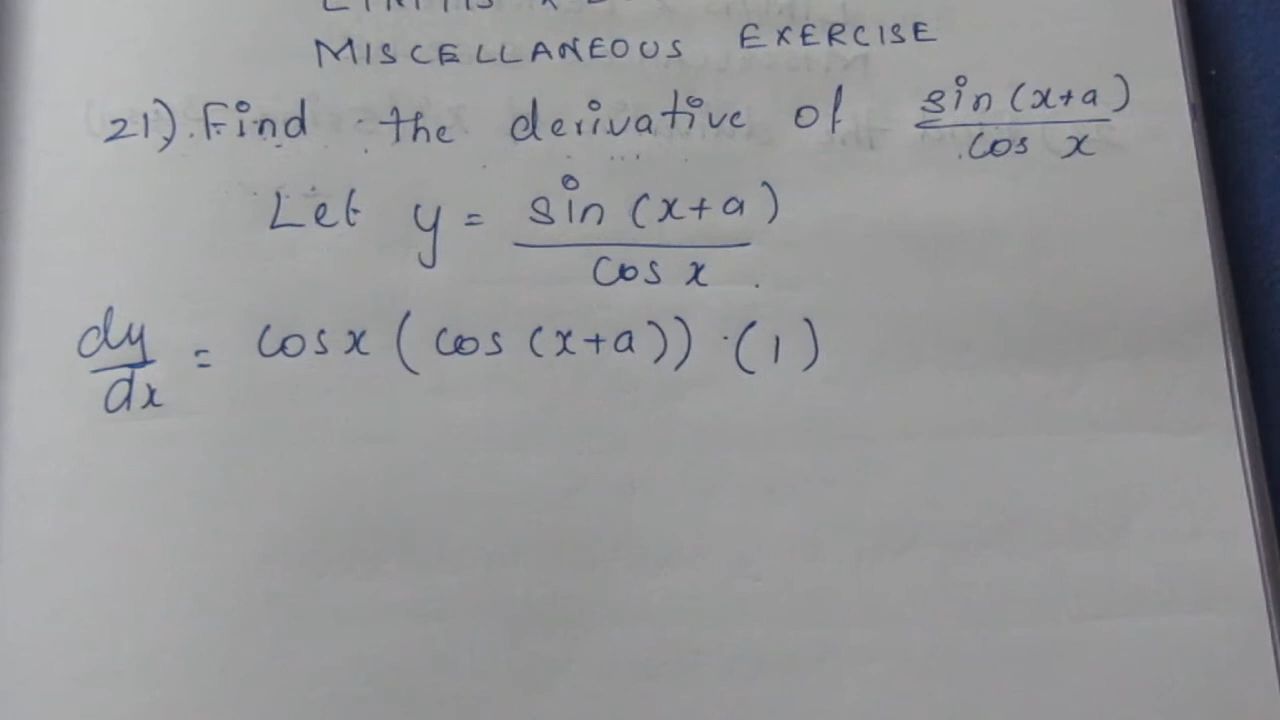 MISCELLANEOUS EXERCISE
21). Find the derivative of sin (x+a) / cos x
Let y = sin (x+a) / cos x.
dy/dx = cos x ( cos (x+a)) · (1)